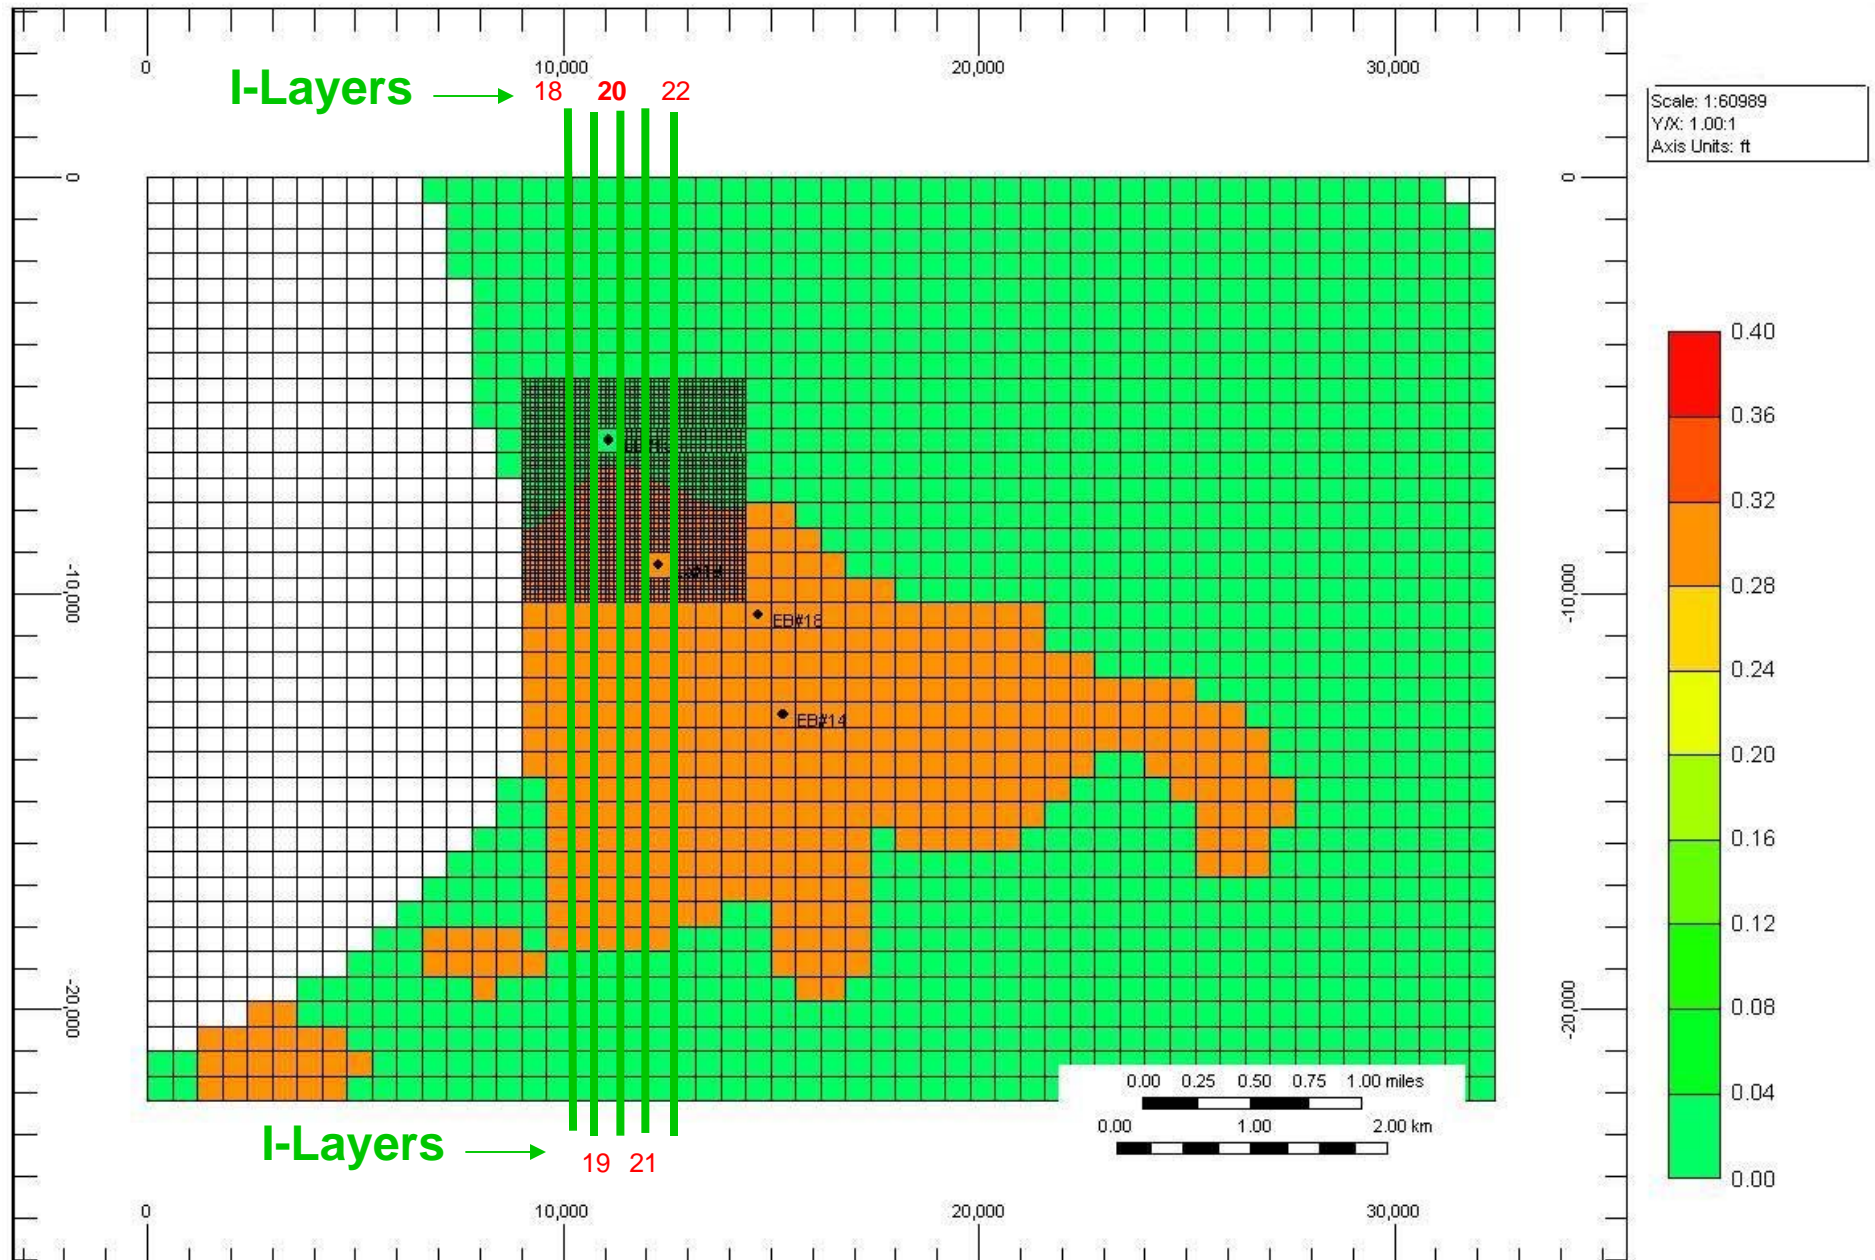 0 10,000 20,000 30,000
I-Layers 18 20 22
Scale: 1:60989
Y/X: 1.00:1
Axis Units: ft
0 0
0.40
0.36
0.32
-10,000 -10,000
0.28
EB#18
0.24
EB#14
0.20
0.16
0.12
-20,000 -20,000
0.08
0.00 0.25 0.50 0.75 1.00 miles
0.04
0.00 1.00 2.00 km
I-Layers
19 21
0.00
0 10,000 20,000 30,000